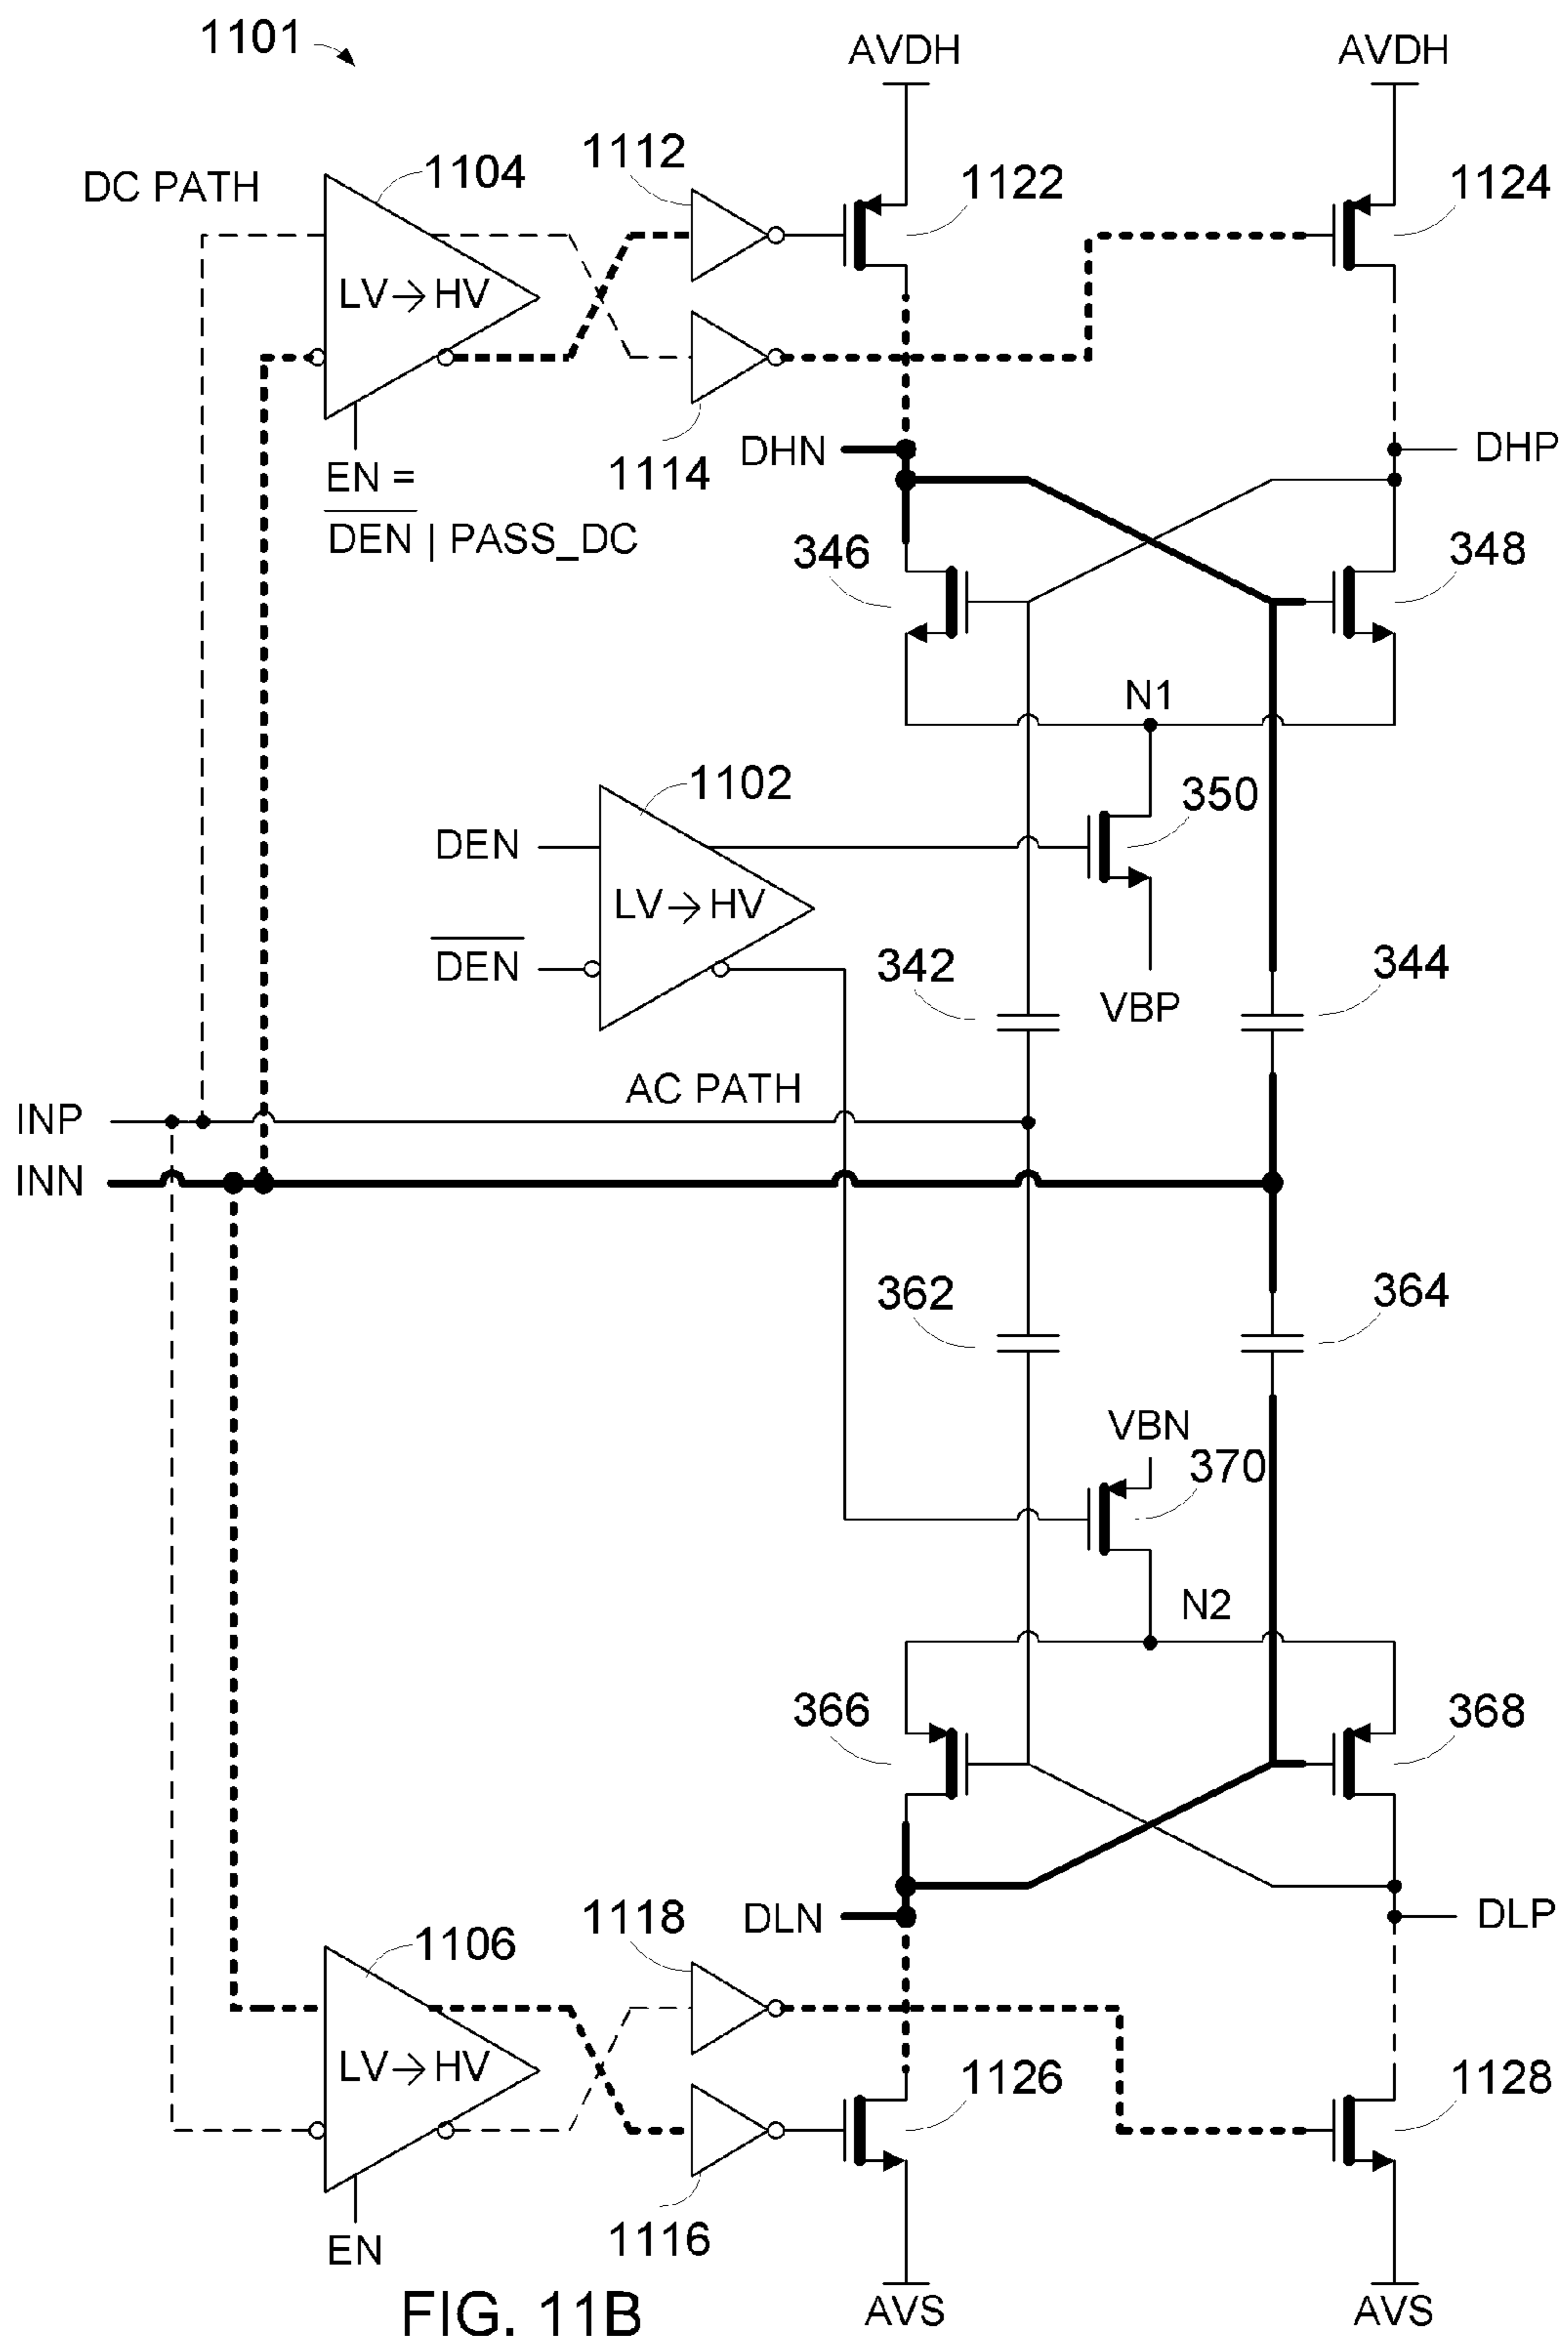 1101
AVDH
AVDH
DC PATH
1104
1112
1122
1124
LV→HV
DHN
DHP
1114
EN =
DEN | PASS_DC
346
348
N1
1102
350
DEN
LV→HV
DEN
342
344
VBP
AC PATH
INP
INN
362
364
VBN
370
N2
366
368
1118
DLN
DLP
1106
LV→HV
1126
1128
1116
EN
FIG. 11B
AVS
AVS